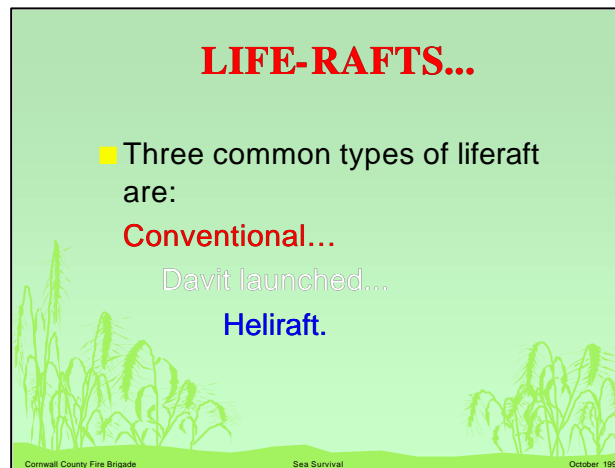 LIFE-RAFTS...
Three common types of liferaft
are:
Conventional…
Davit launched…
Heliraft.
Cornwall County Fire Brigade Sea Survival October 199